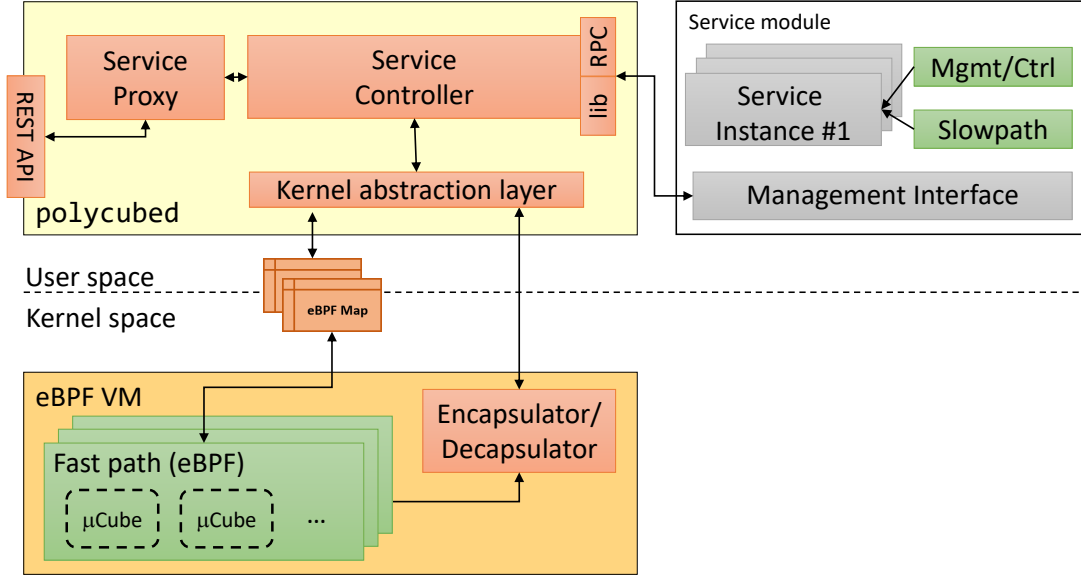 Service
Proxy
Service
Controller
RPC
lib
REST API
Kernel abstraction layer
polycubed
Service module
Service
Instance #1
Mgmt/Ctrl
Slowpath
Management Interface
User space
Kernel space
eBPF Map
eBPF VM
Fast path (eBPF)
μCube
μCube
...
Encapsulator/
Decapsulator